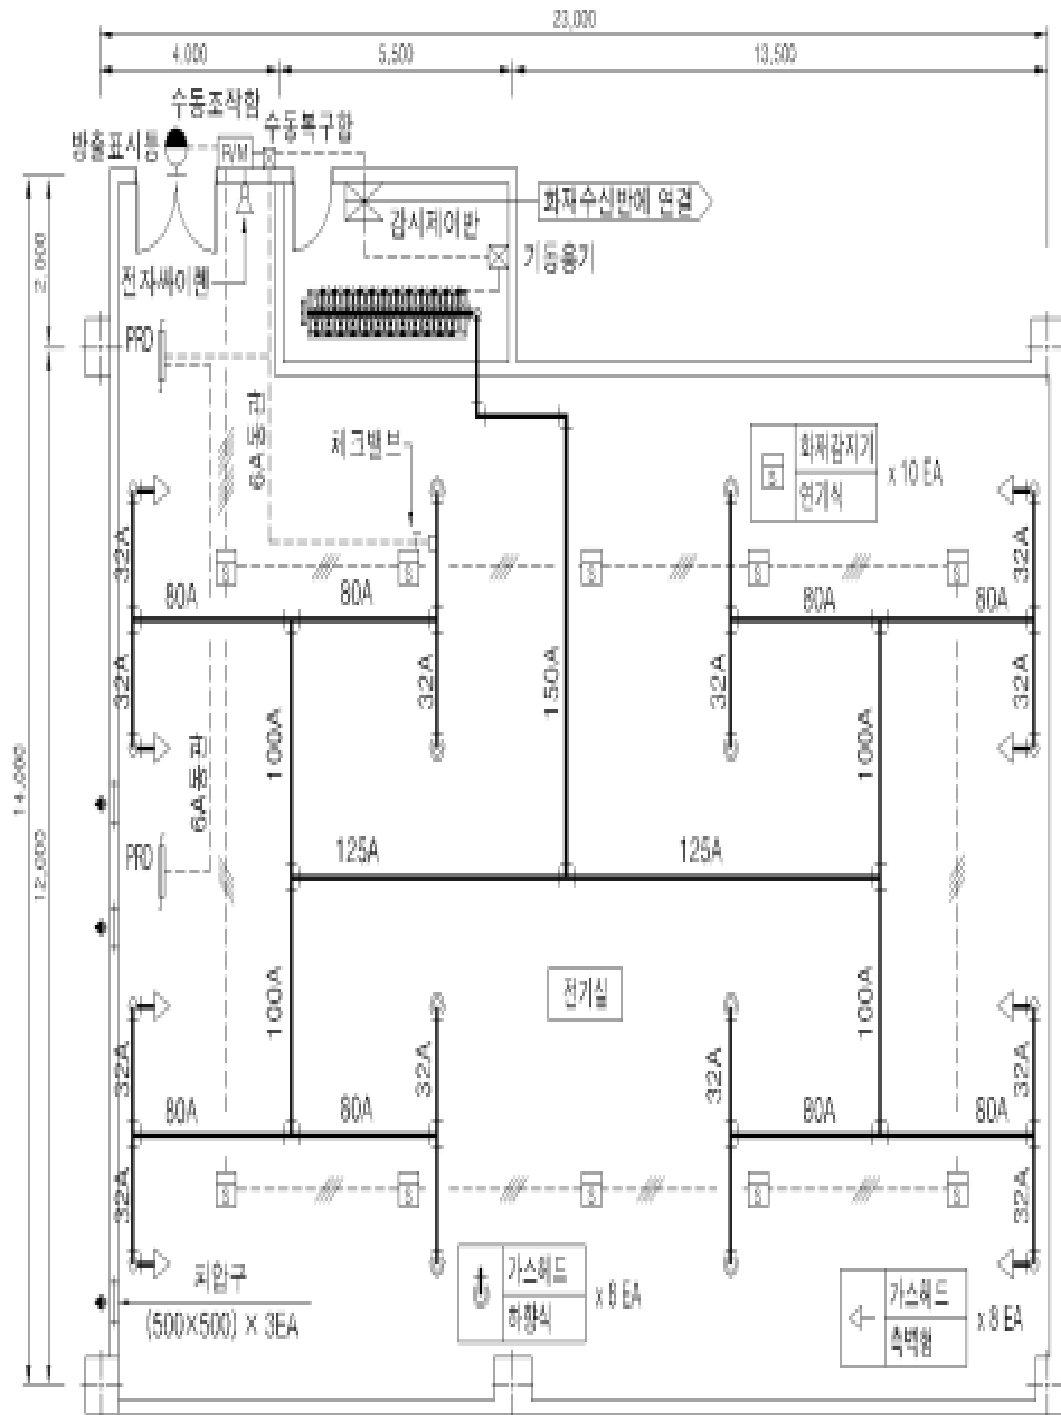 23,000
4,000
5,500
13,500
수동조작함
방출표시등
R/M
수동복구함
화재수신반에 연결
감시제어반
기동용기
전자싸이렌
2,000
PRD
6A 동관
체크밸브
화재감지기
연기식
x 10 EA
32A
32A
80A
80A
80A
80A
32A
32A
32A
32A
150A
100A
100A
6A 동관
14,000
12,000
125A
125A
PRD
전기실
100A
100A
32A
32A
32A
32A
80A
80A
80A
80A
32A
32A
피압구
(500×500) × 3EA
가스헤드
하향식
x 8 EA
가스헤드
측벽형
x 8 EA